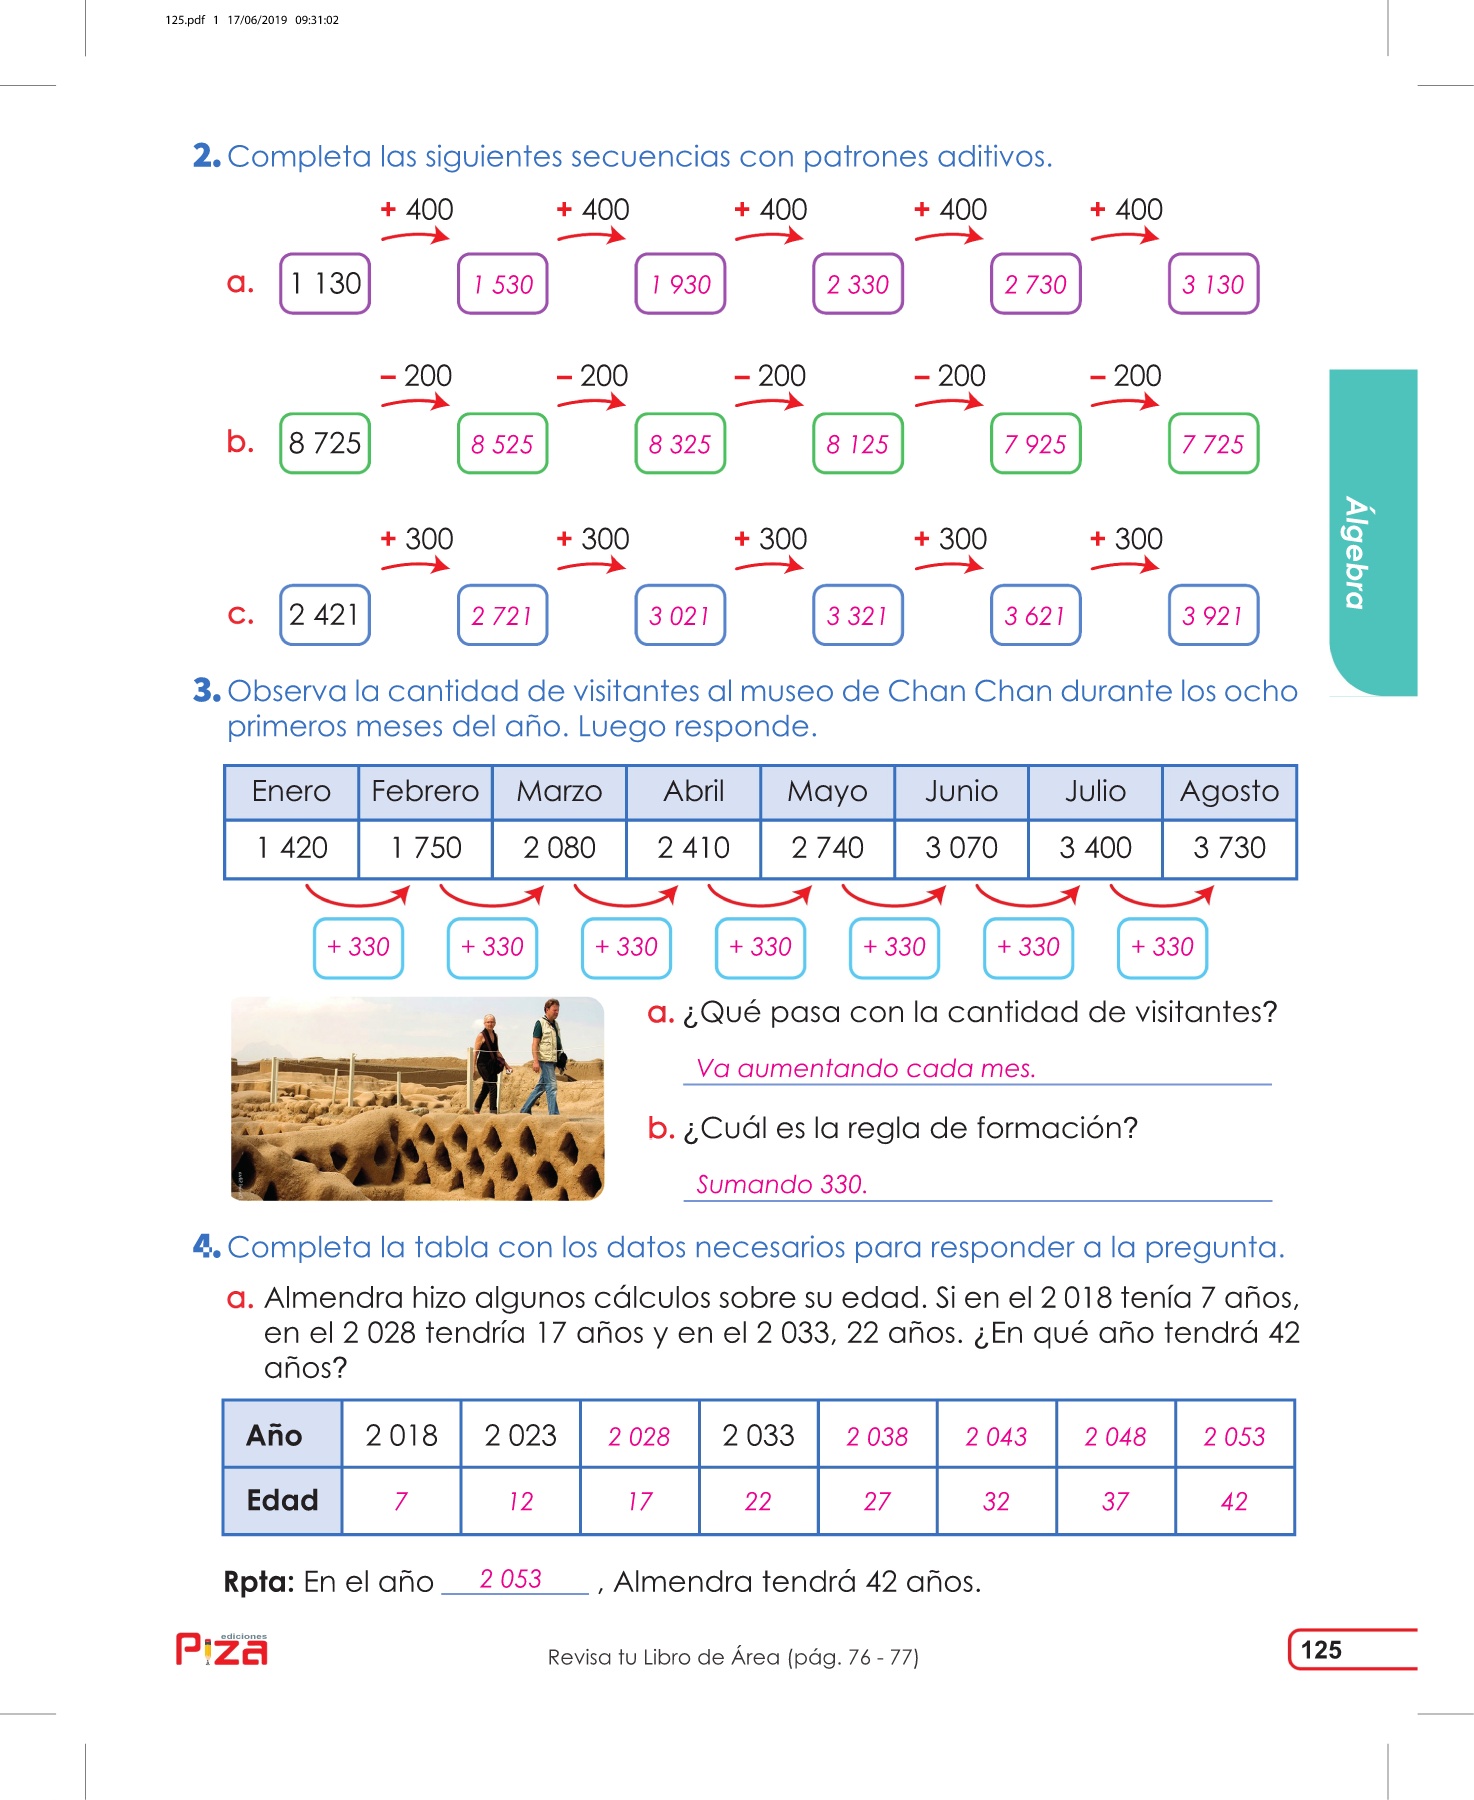 125.pdf 1 17/06/2019 09:31:02
2. Completa las siguientes secuencias con patrones aditivos.
+ 400 + 400 + 400 + 400 + 400
a. 1 130 1 530 1 930 2 330 2 730 3 130
– 200 – 200 – 200 – 200 – 200
b. 8 725 8 525 8 325 8 125 7 925 7 725
+ 300 + 300 + 300 + 300 + 300
c. 2 421 2 721 3 021 3 321 3 621 3 921
Álgebra
3. Observa la cantidad de visitantes al museo de Chan Chan durante los ocho
primeros meses del año. Luego responde.
Enero Febrero Marzo Abril Mayo Junio Julio Agosto
1 420 1 750 2 080 2 410 2 740 3 070 3 400 3 730
+ 330 + 330 + 330 + 330 + 330 + 330 + 330
a. ¿Qué pasa con la cantidad de visitantes?
Va aumentando cada mes.
b. ¿Cuál es la regla de formación?
Sumando 330.
4. Completa la tabla con los datos necesarios para responder a la pregunta.
a. Almendra hizo algunos cálculos sobre su edad. Si en el 2 018 tenía 7 años,
en el 2 028 tendría 17 años y en el 2 033, 22 años. ¿En qué año tendrá 42
años?
Año 2 018 2 023 2 028 2 033 2 038 2 043 2 048 2 053
Edad 7 12 17 22 27 32 37 42
Rpta: En el año 2 053 , Almendra tendrá 42 años.
ediciones
Piza
Revisa tu Libro de Área (pág. 76 - 77)
125